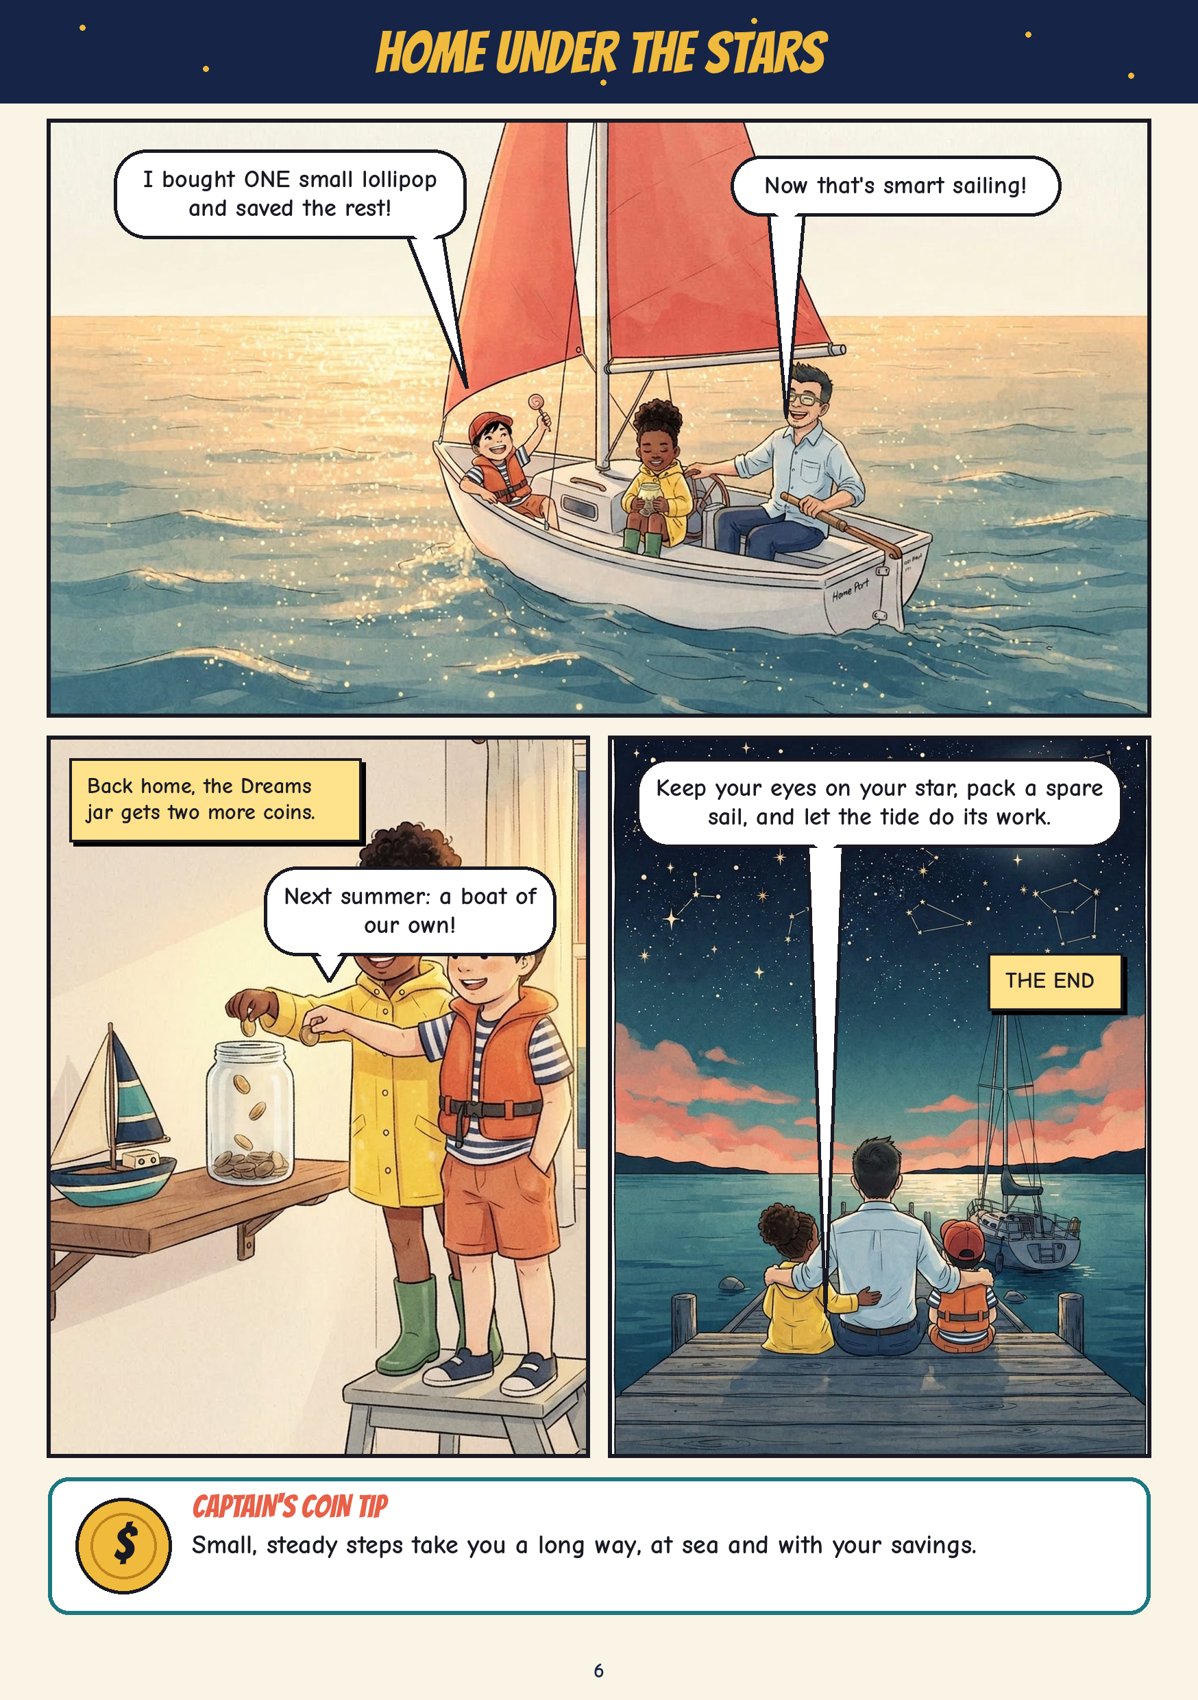 HOME UNDER THE STARS
I bought ONE small lollipop
and saved the rest!
Now that's smart sailing!
Home Port
Back home, the Dreams
jar gets two more coins.
Next summer: a boat of
our own!
Keep your eyes on your star, pack a spare
sail, and let the tide do its work.
THE END
$
CAPTAIN'S COIN TIP
Small, steady steps take you a long way, at sea and with your savings.
6